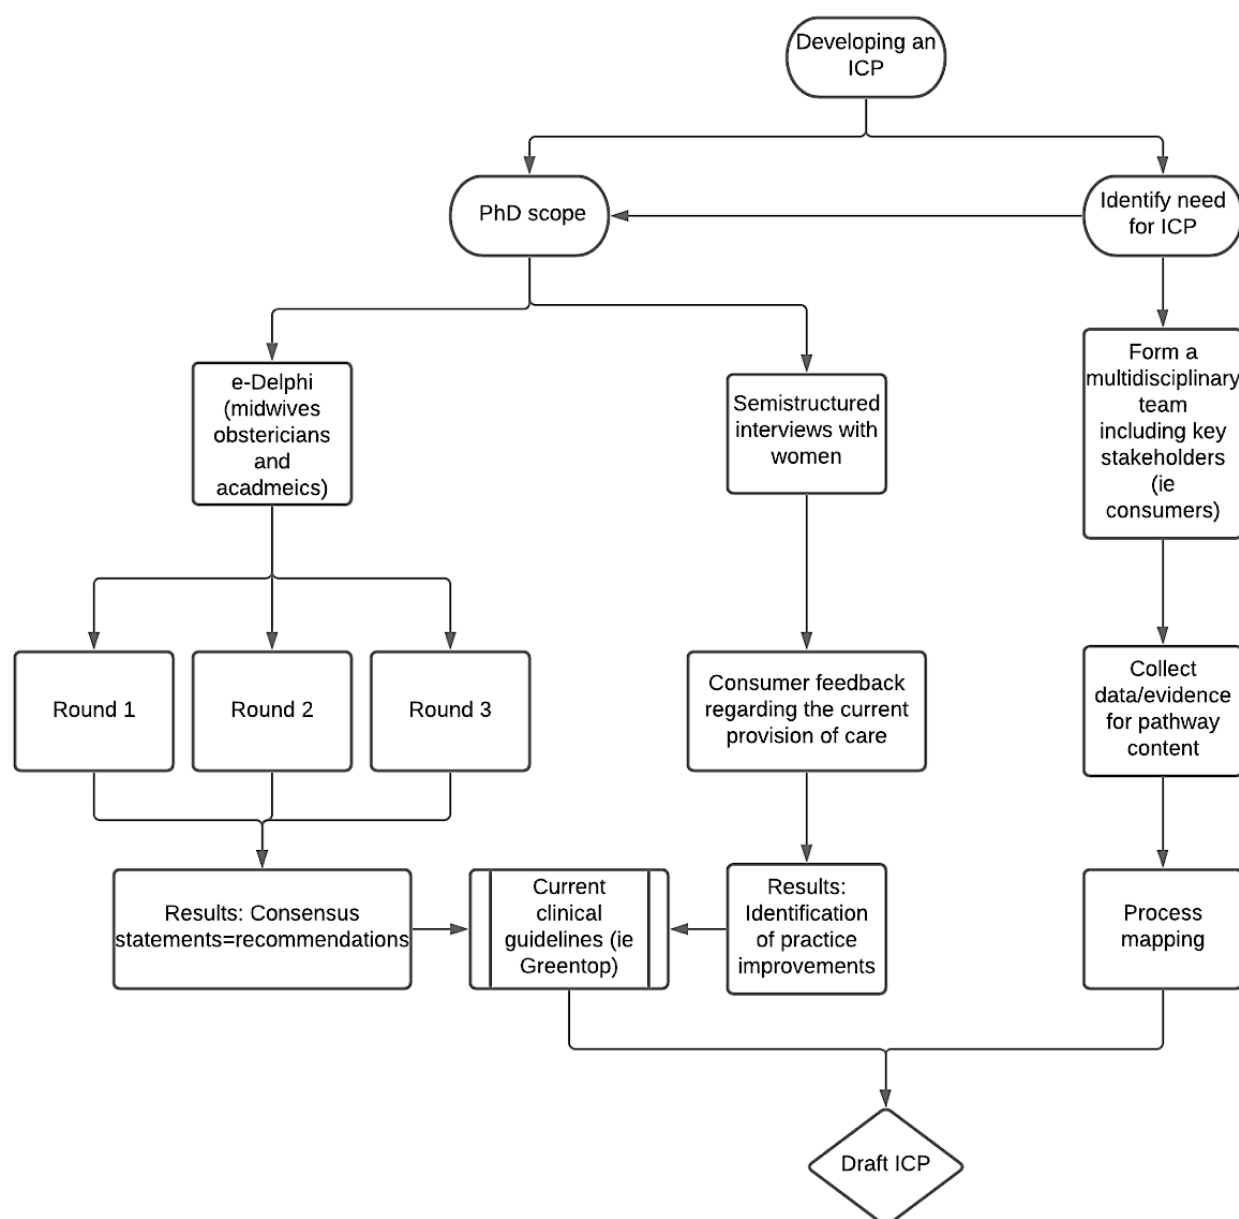 Developing an
ICP
PhD scope
Identify need
for ICP
e-Delphi
(midwives
obstericians
and
acadmeics)
Semistructured
interviews with
women
Form a
multidisciplinary
team
including key
stakeholders
(ie
consumers)
Round 1
Round 2
Round 3
Consumer feedback
regarding the current
provision of care
Collect
data/evidence
for pathway
content
Results: Consensus
statements=recommendations
Current
clinical
guidelines (ie
Greentop)
Results:
Identification
of practice
improvements
Process
mapping
Draft ICP